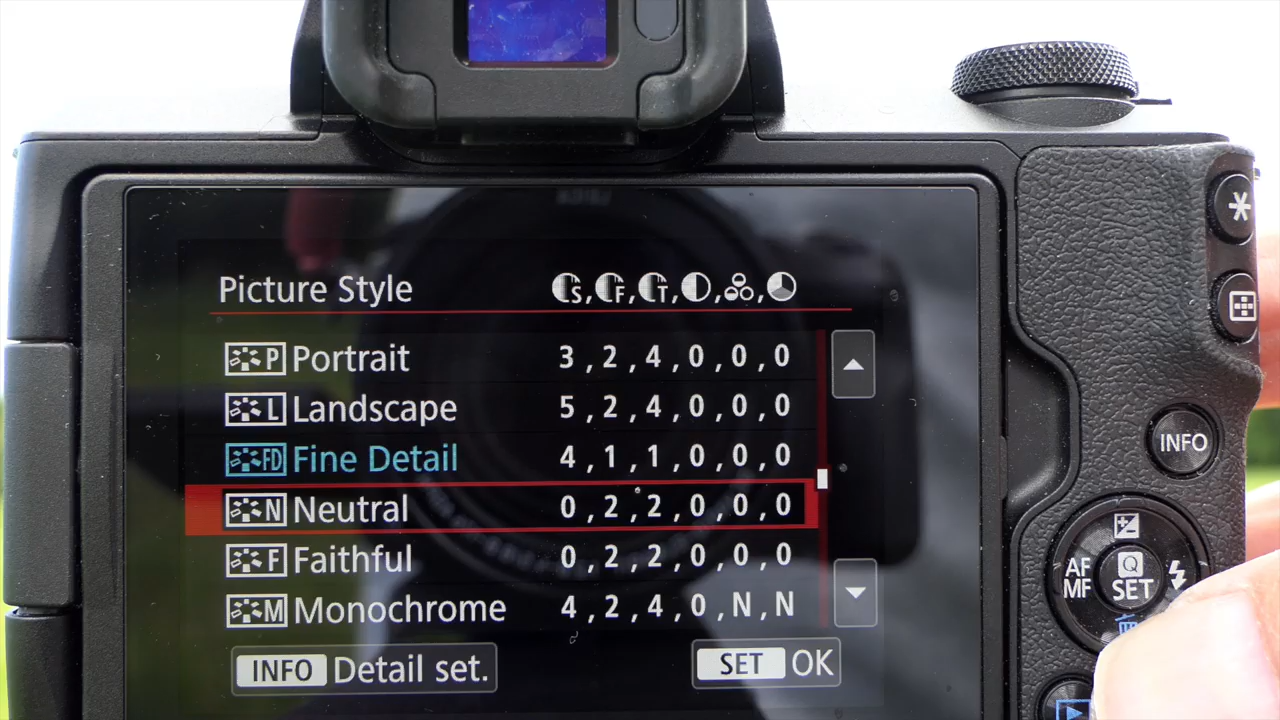 Picture Style S, F, T, , ,
P Portrait 3,2,4,0,0,0
L Landscape 5,2,4,0,0,0
FD Fine Detail 4,1,1,0,0,0
N Neutral 0,2,2,0,0,0
F Faithful 0,2,2,0,0,0
M Monochrome 4,2,4,0,N,N
INFO Detail set. SET OK
INFO
AF
MF
Q
SET